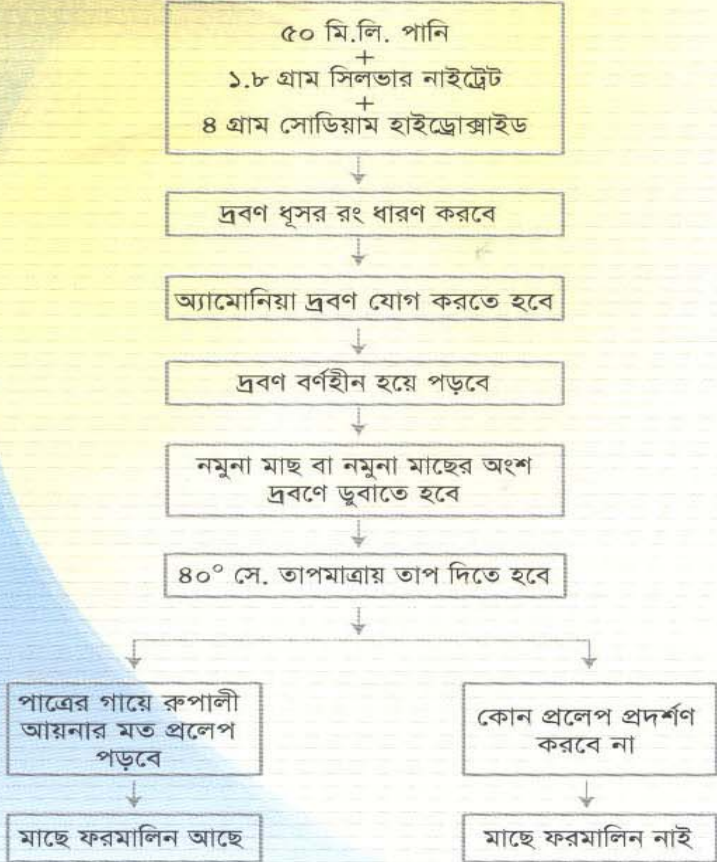 ৫০ মি.লি. পানি
+
১.৮ গ্রাম সিলভার নাইট্রেট
+
৪ গ্রাম সোডিয়াম হাইড্রোক্সাইড
দ্রবণ ধূসর রং ধারণ করবে
অ্যামোনিয়া দ্রবণ যোগ করতে হবে
দ্রবণ বর্ণহীন হয়ে পড়বে
নমুনা মাছ বা নমুনা মাছের অংশ
দ্রবণে ডুবাতে হবে
৪০° সে. তাপমাত্রায় তাপ দিতে হবে
পাত্রের গায়ে রুপালী
আয়নার মত প্রলেপ
পড়বে
মাছে ফরমালিন আছে
কোন প্রলেপ প্রদর্শণ
করবে না
মাছে ফরমালিন নাই